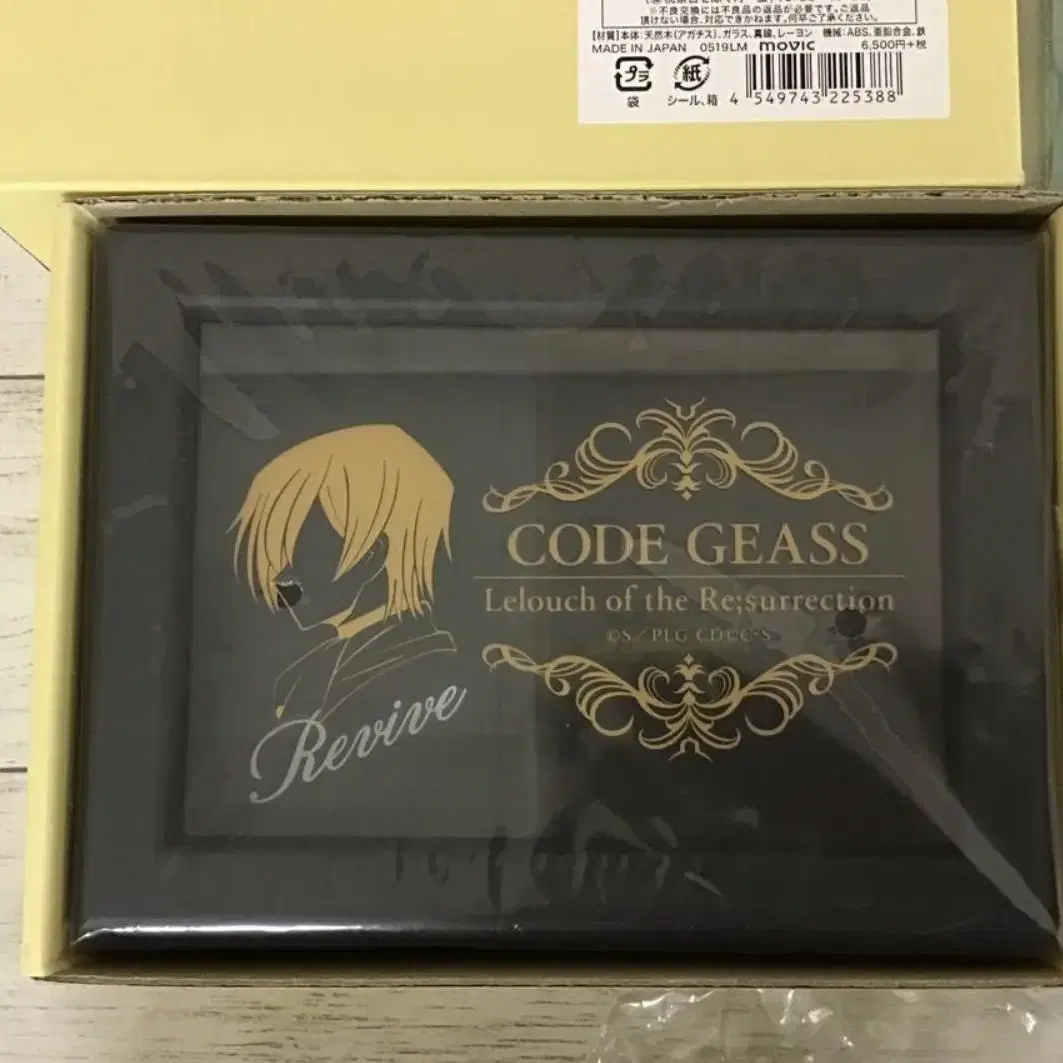 ※不良交換には不良品の返品が必要です。ご返品
頂けない場合、対応できかねます。何卒ご了承ください。
【材質】本体:天然木(アガチス)、ガラス、真鍮、レーヨン 機械:ABS、亜鉛合金、鉄
MADE IN JAPAN 0519LM movic 6,500円+税
プラ 紙
袋 シール、箱 4 549743 225388
CODE GEASS
Lelouch of the Re;surrection
©S/PLG CDCC・S
Revive